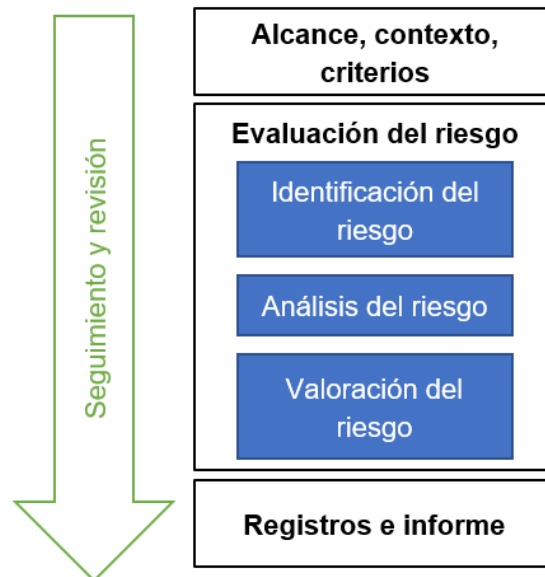 Alcance, contexto,
criterios
Evaluación del riesgo
Identificación del
riesgo
Análisis del riesgo
Valoración del
riesgo
Registros e informe
Seguimiento y revisión